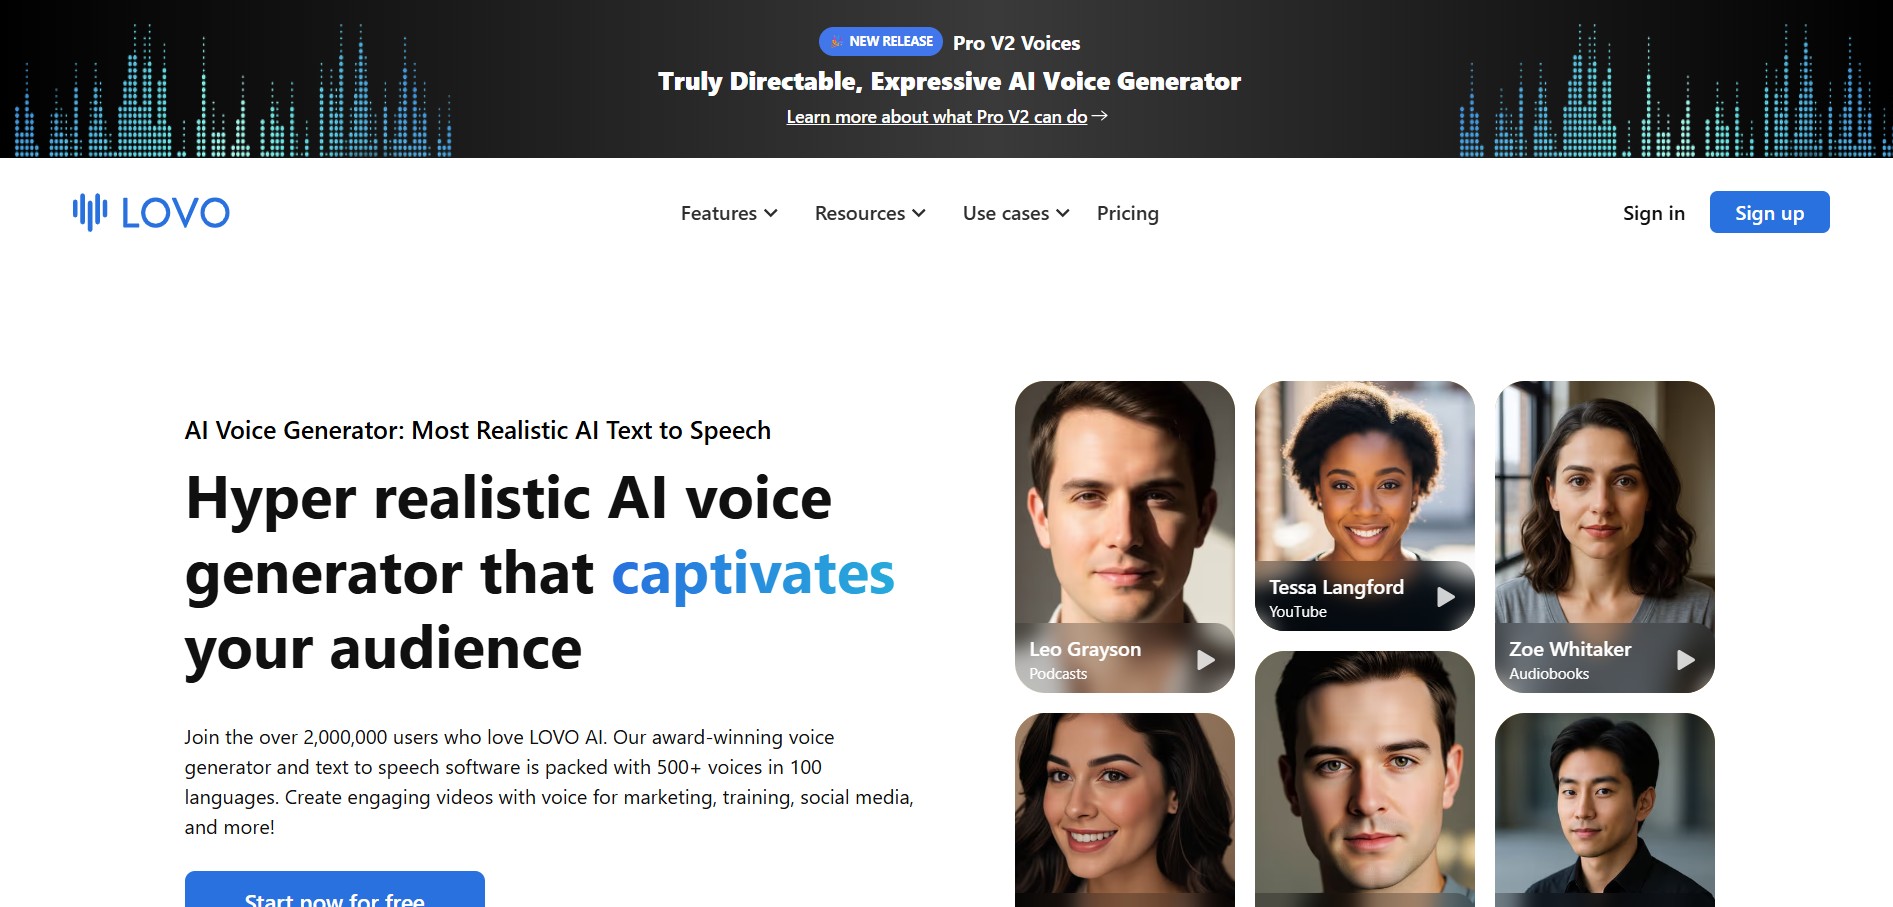 NEW RELEASE Pro V2 Voices
Truly Directable, Expressive AI Voice Generator
Learn more about what Pro V2 can do
LOVO
Features
Resources
Use cases
Pricing
Sign in
Sign up
AI Voice Generator: Most Realistic AI Text to Speech
Hyper realistic AI voice
generator that captivates
your audience
Join the over 2,000,000 users who love LOVO AI. Our award-winning voice
generator and text to speech software is packed with 500+ voices in 100
languages. Create engaging videos with voice for marketing, training, social media,
and more!
Start now for free
Leo Grayson
Podcasts
Tessa Langford
YouTube
Zoe Whitaker
Audiobooks